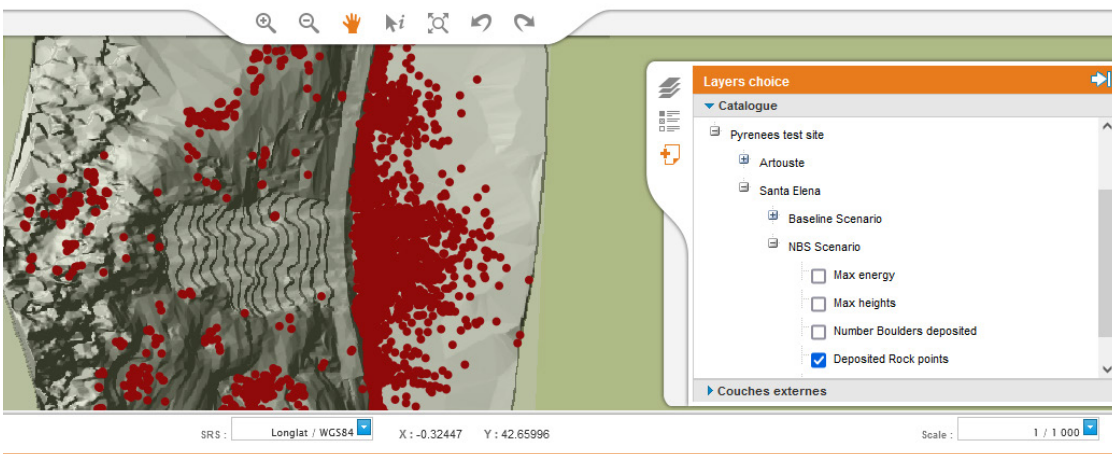 Layers choice
Catalogue
Pyrenees test site
Artouste
Santa Elena
Baseline Scenario
NBS Scenario
Max energy
Max heights
Number Boulders deposited
Deposited Rock points
Couches externes
SRS : Longlat / WGS84 X : -0.32447 Y : 42.65996 Scale : 1 / 1 000